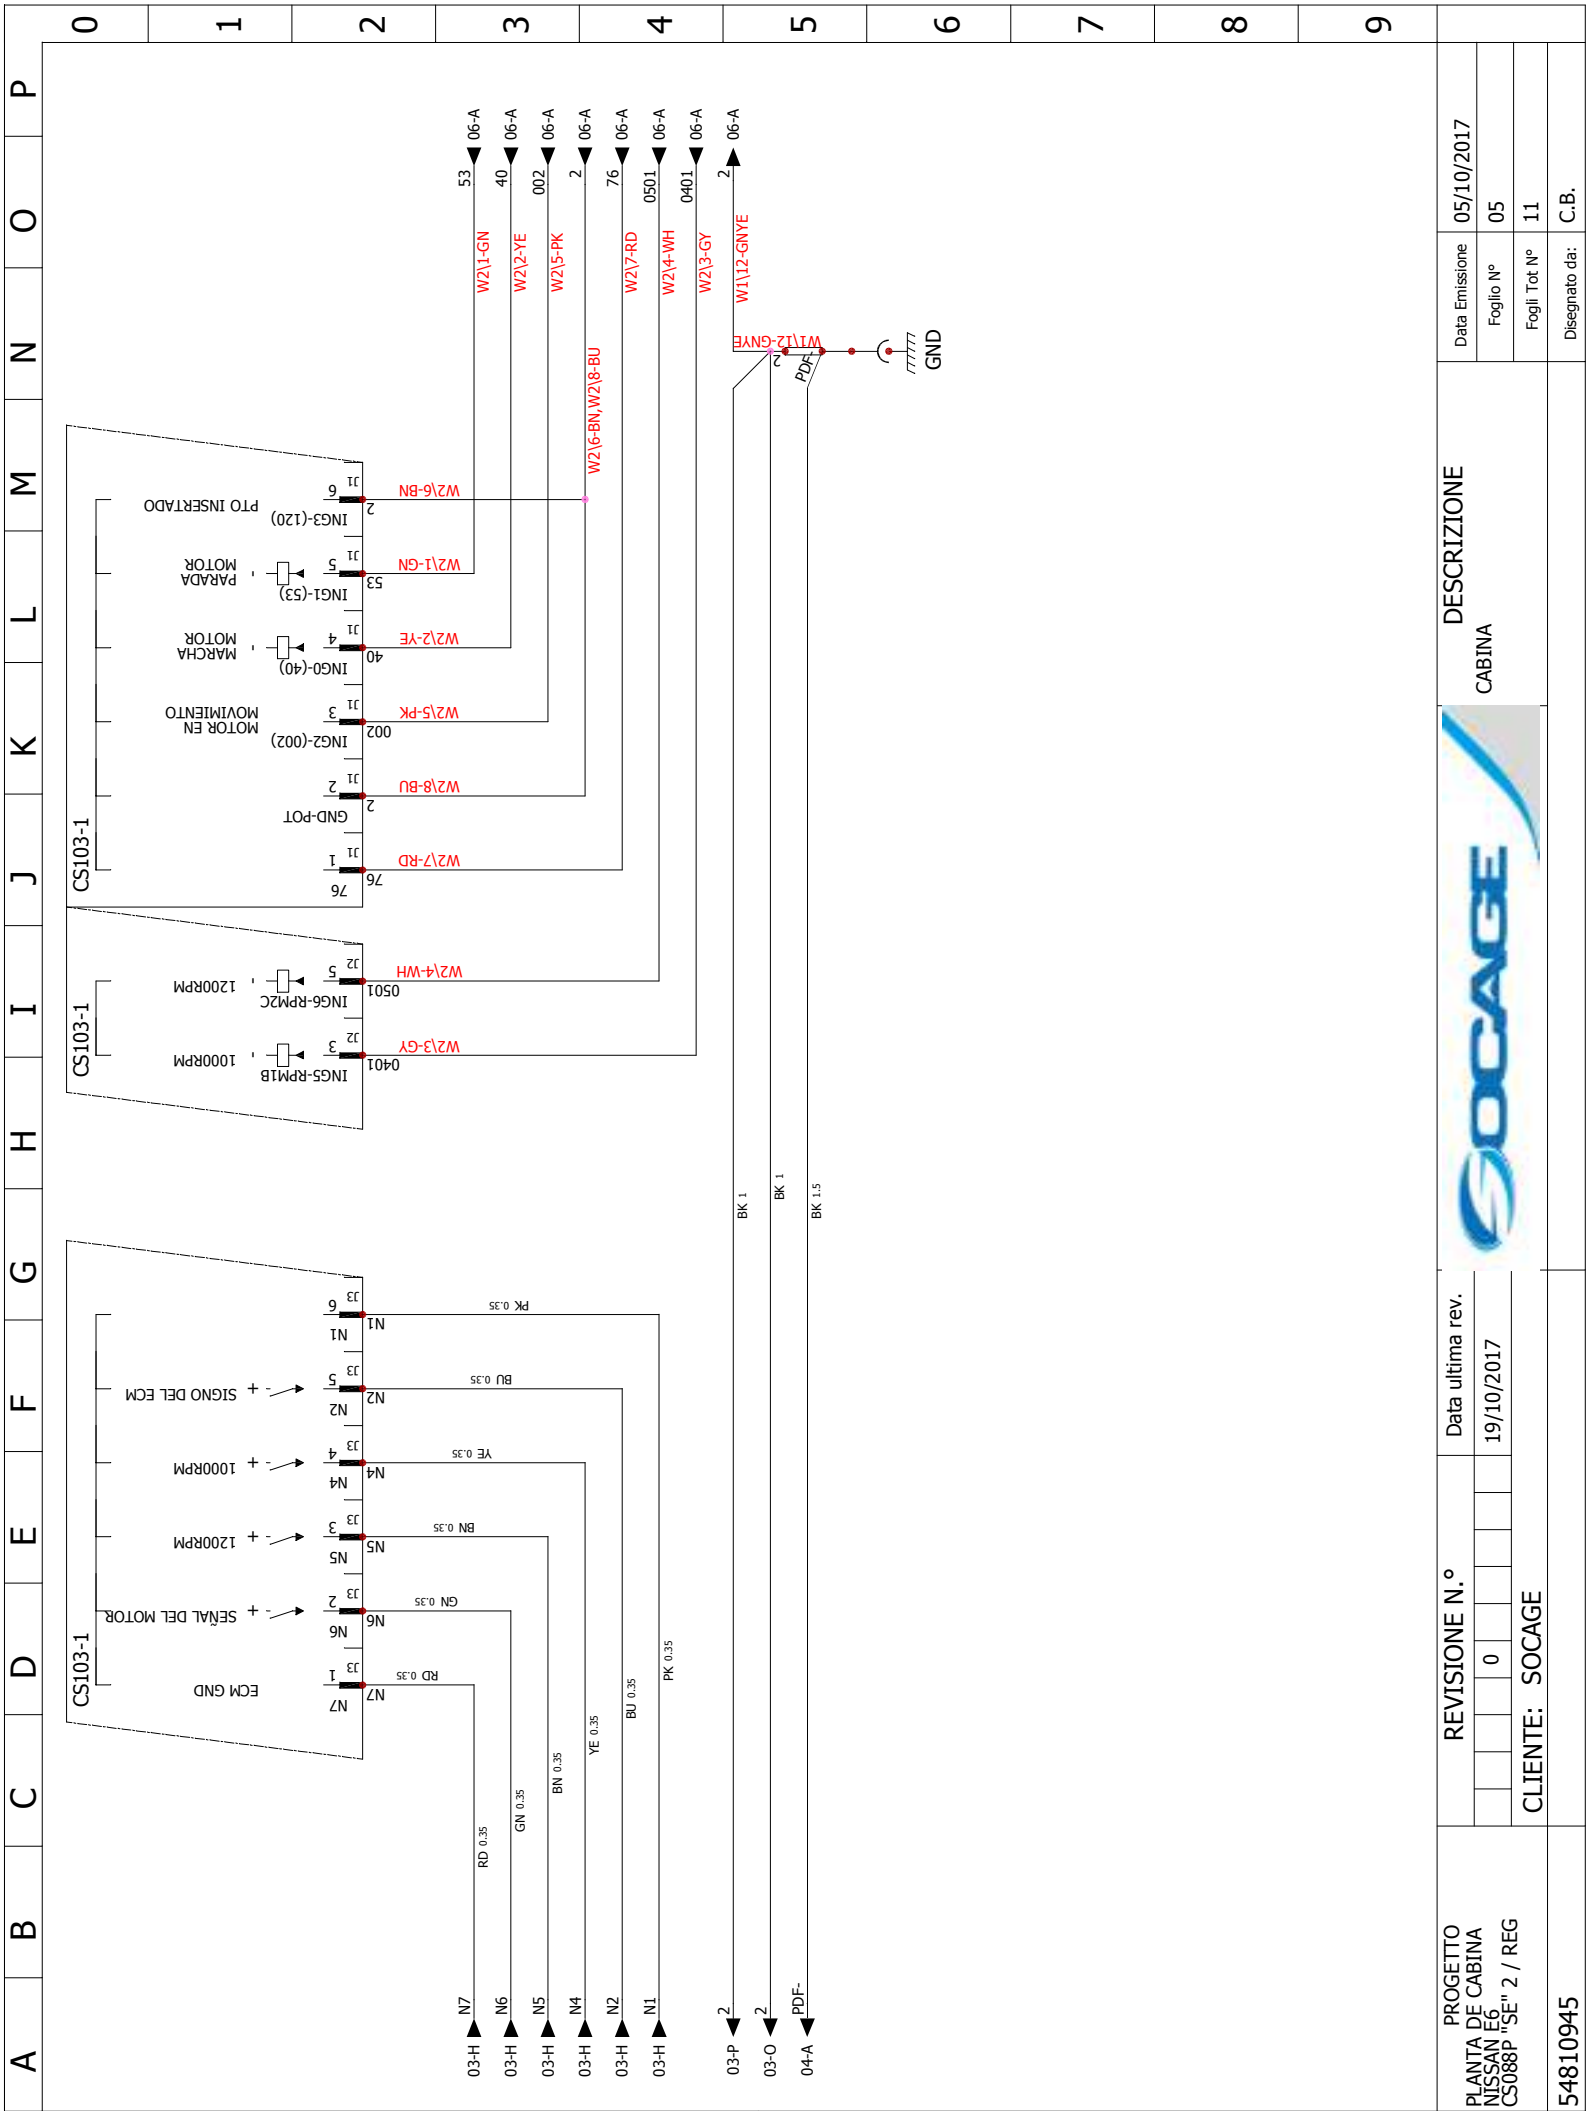 A B C D E F G H I J K L M N O P
0
1
2
3
4
5
6
7
8
9
CS103-1
ECM GND
SEÑAL DEL MOTOR
1200RPM
1000RPM
SIGNO DEL ECM
+ + + +
N7 N6 N5 N4 N2 N1
1 2 3 4 5 6
J3 J3 J3 J3 J3 J3
N7 N6 N5 N4 N2 N1
RD 0.35
GN 0.35
BN 0.35
YE 0.35
BU 0.35
PK 0.35
CS103-1
1000RPM
1200RPM
ING5-RPM1B
ING6-RPM2C
3 5
J2 J2
0401 0501
W2\3-GY
W2\4-WH
CS103-1
MOTOR EN
MOVIMIENTO
MARCHA
MOTOR
PARADA
MOTOR
PTO INSERTADO
76
GND-POT
ING2-(002)
ING0-(40)
ING1-(53)
ING3-(120)
1 2 3 4 5 6
J1 J1 J1 J1 J1 J1
76 2 002 40 53 2
W2\7-RD
W2\8-BU
W2\5-PK
W2\2-YE
W2\1-GN
W2\6-BN
03-H N7 RD 0.35
03-H N6 GN 0.35
03-H N5 BN 0.35
03-H N4 YE 0.35
03-H N2 BU 0.35
03-H N1 PK 0.35
03-P 2 BK 1
03-O 2 BK 1
04-A PDF- BK 1.5
W2\1-GN 53 06-A
W2\2-YE 40 06-A
W2\5-PK 002 06-A
W2\6-BN,W2\8-BU 2 06-A
W2\7-RD 76 06-A
W2\4-WH 0501 06-A
W2\3-GY 0401 06-A
W1\12-GNYE 2 06-A
W1\12-GNYE
2
PDF-
GND
PROGETTO
PLANTA DE CABINA
NISSAN E6
CS088P "SE" 2 / REG
54810945
REVISIONE N.°
0
Data ultima rev.
19/10/2017
CLIENTE: SOCAGE
SOCAGE
DESCRIZIONE
CABINA
Data Emissione 05/10/2017
Foglio N° 05
Fogli Tot N° 11
Disegnato da: C.B.